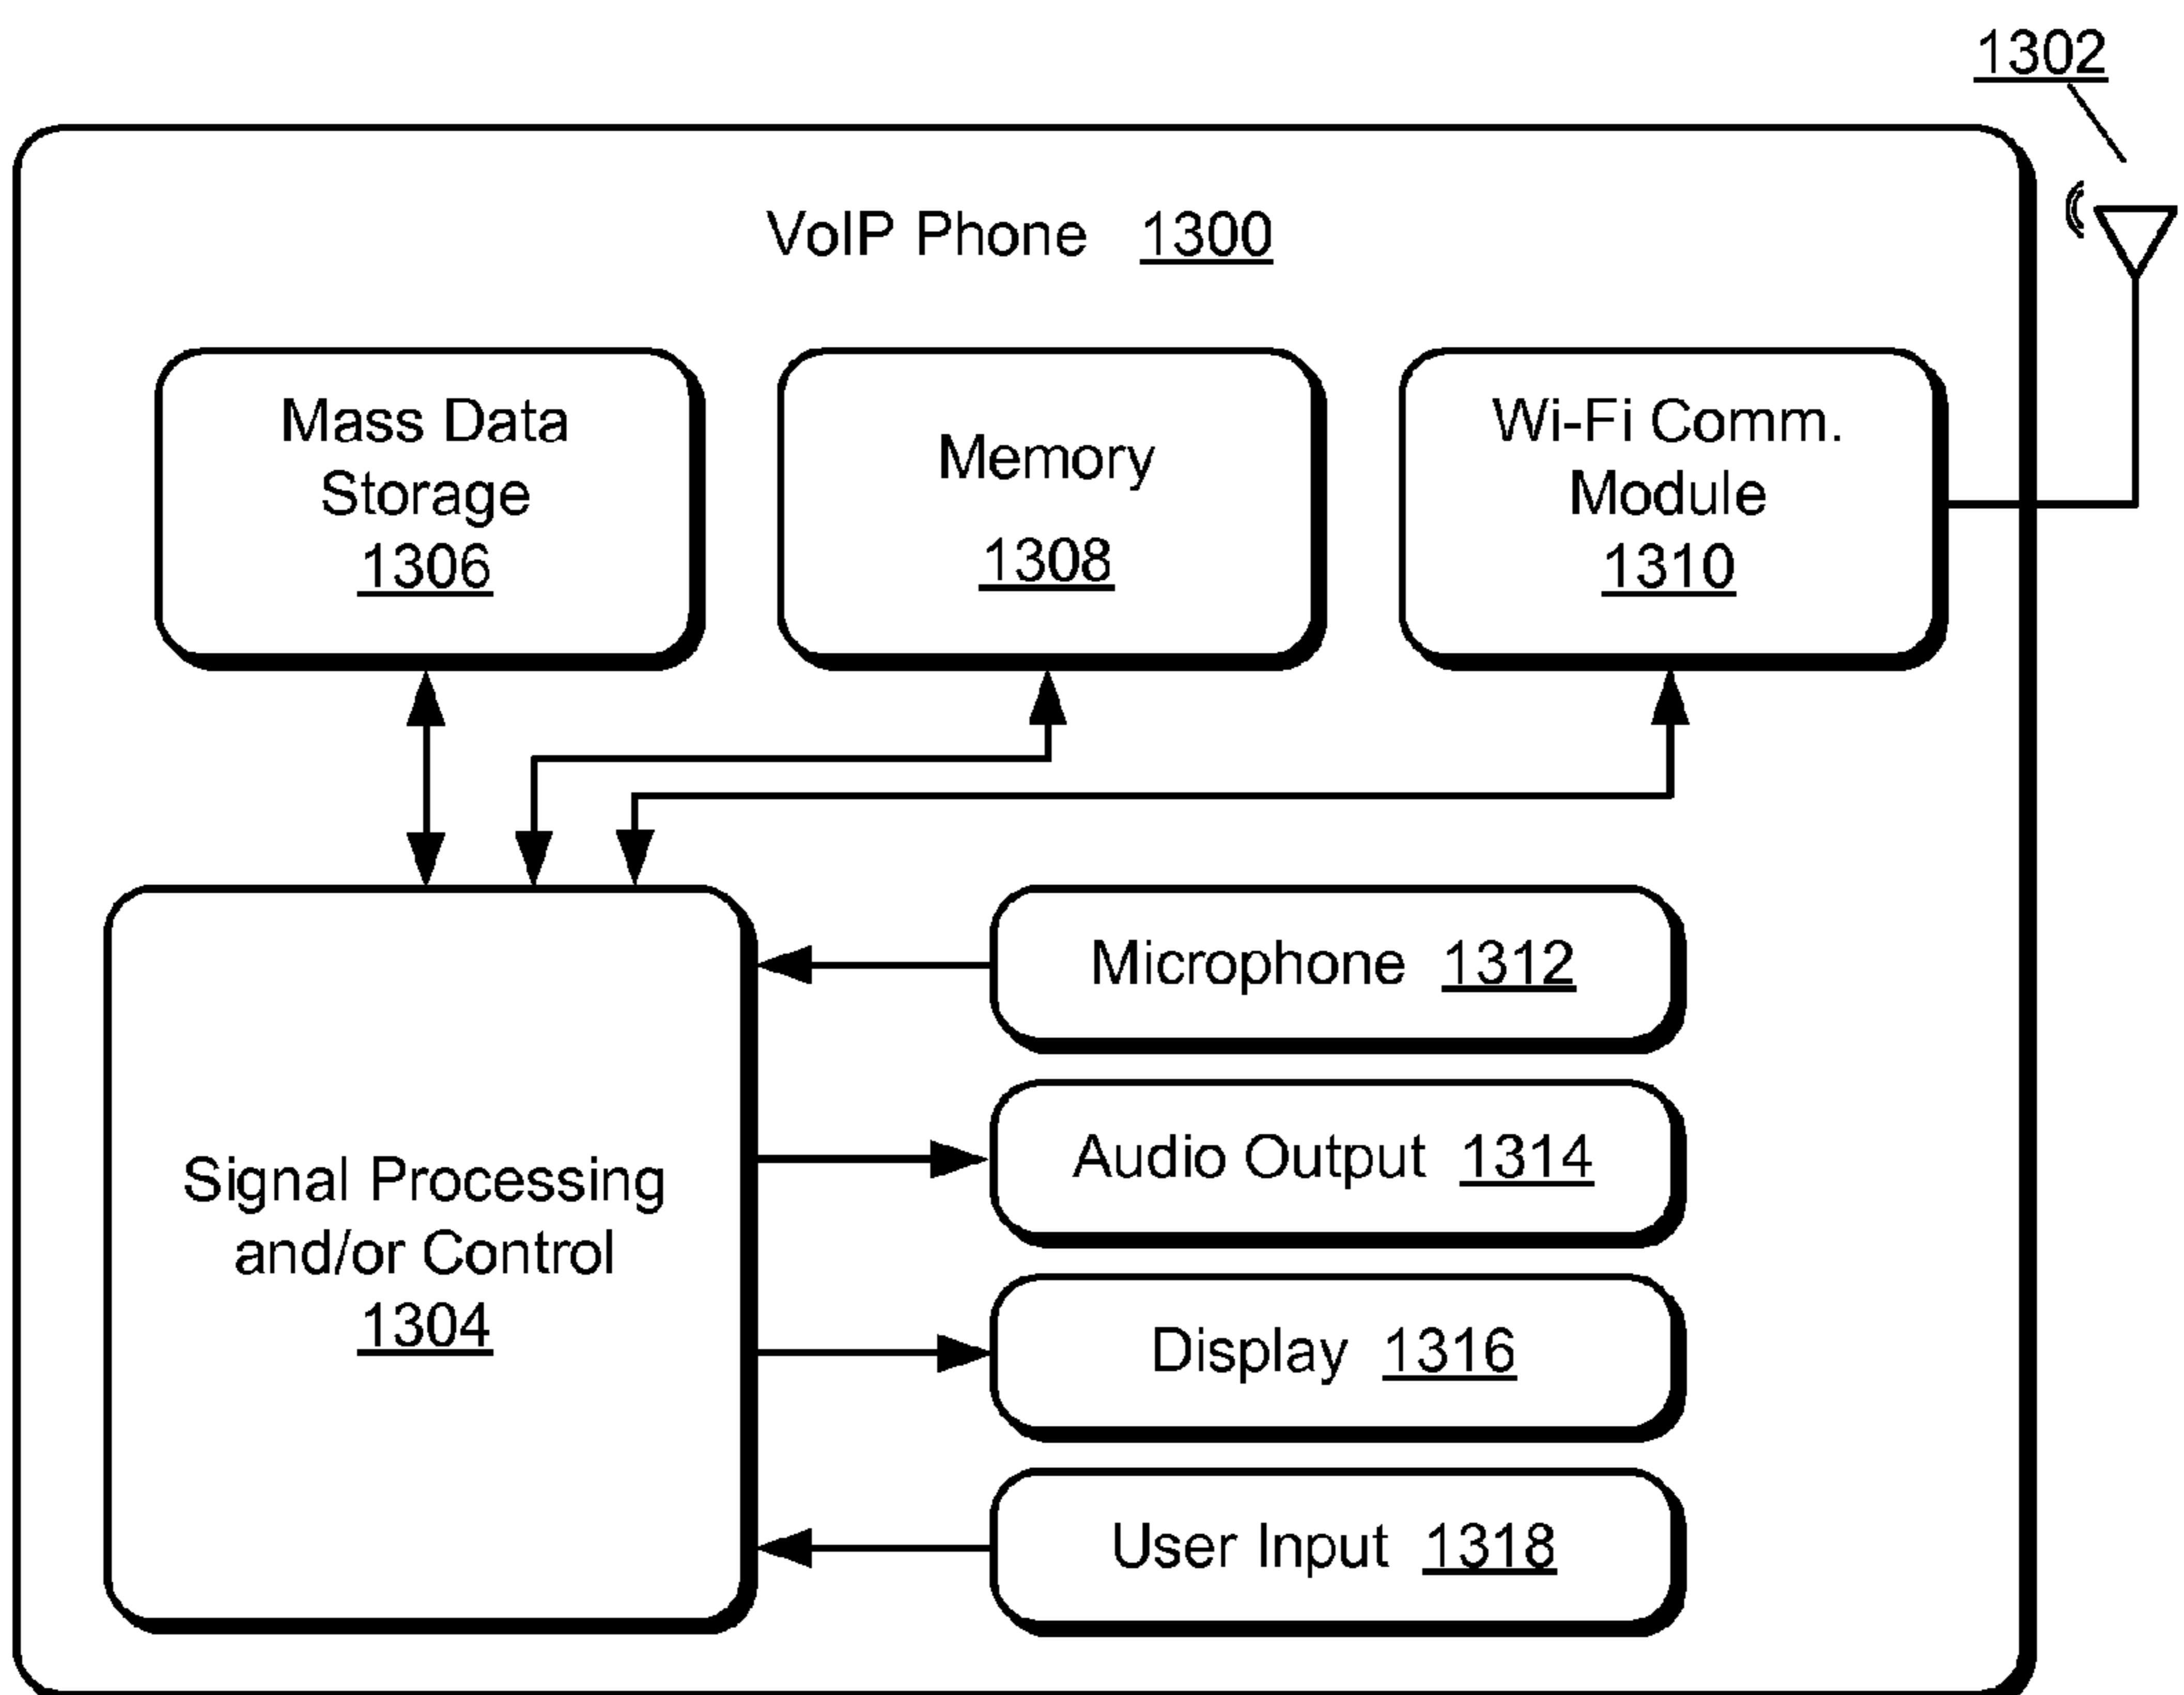 1302
VoIP Phone 1300
Mass Data
Storage
1306
Memory
1308
Wi-Fi Comm.
Module
1310
Signal Processing
and/or Control
1304
Microphone 1312
Audio Output 1314
Display 1316
User Input 1318